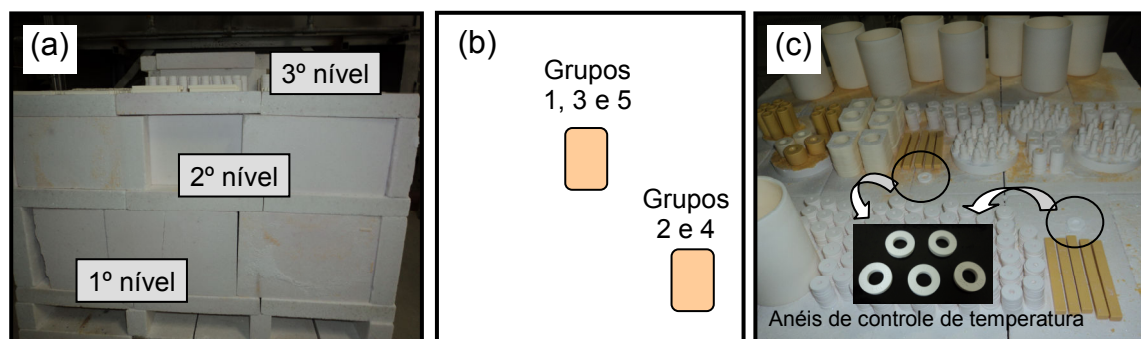 (a)
3º nível
2º nível
1º nível
(b)
Grupos
1, 3 e 5
Grupos
2 e 4
(c)
Anéis de controle de temperatura